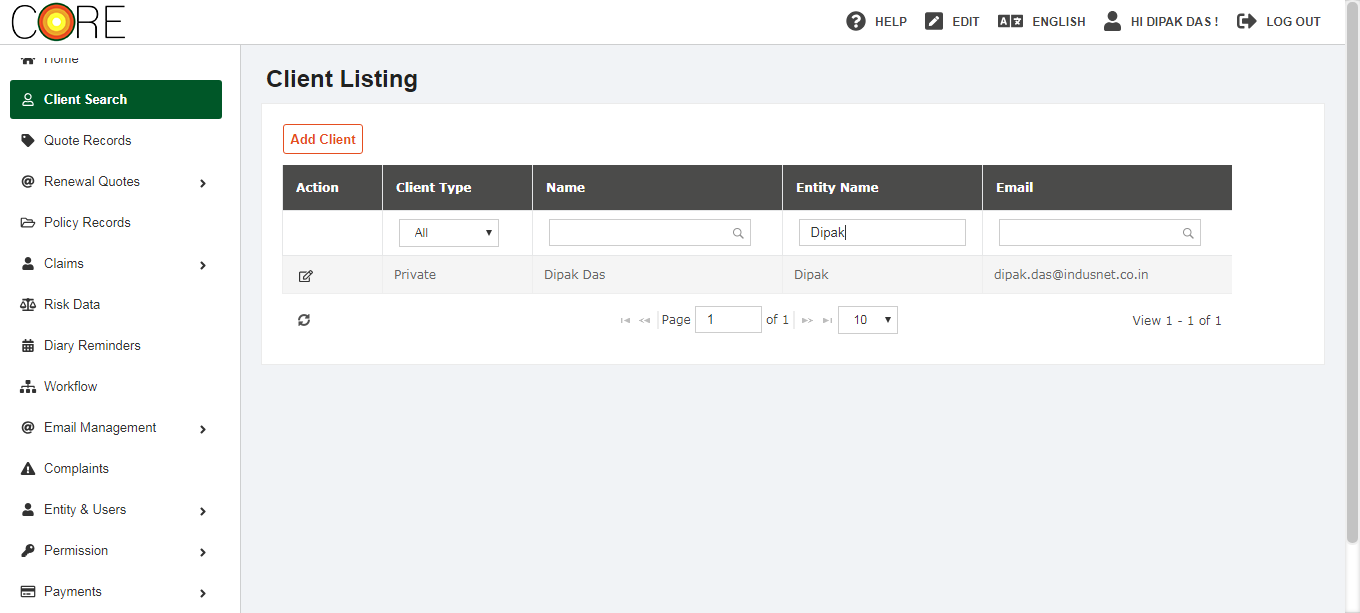 CORE
HELP EDIT ENGLISH HI DIPAK DAS ! LOG OUT
Home
Client Search
Quote Records
Renewal Quotes
Policy Records
Claims
Risk Data
Diary Reminders
Workflow
Email Management
Complaints
Entity & Users
Permission
Payments
Client Listing
Add Client
Action Client Type Name Entity Name Email
All Dipak
Private Dipak Das Dipak dipak.das@indusnet.co.in
Page 1 of 1 10 View 1 - 1 of 1